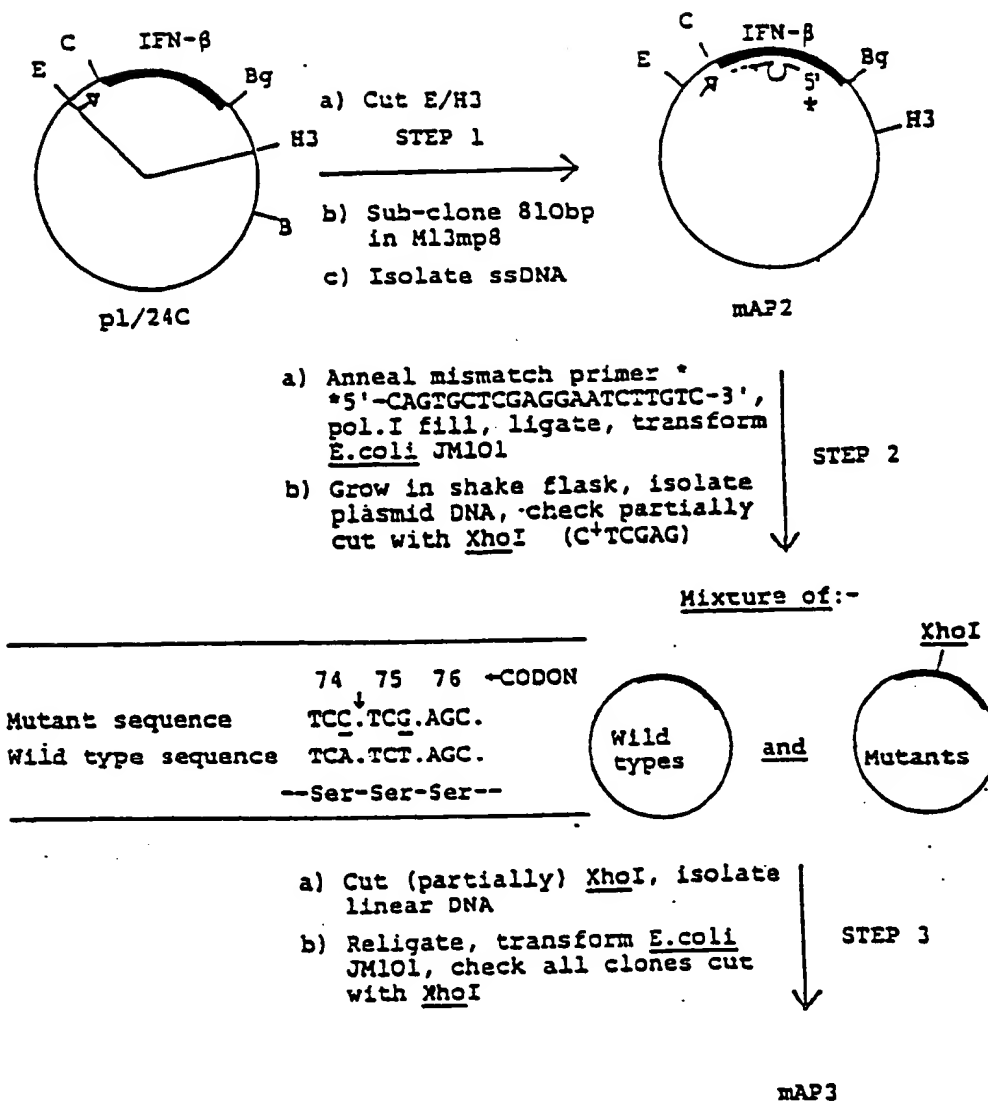 C IFN-β
E
Bg
H3
B
p1/24C
a) Cut E/H3
STEP 1
b) Sub-clone 810bp
in M13mp8
c) Isolate ssDNA
C IFN-β
E
Bg
5'
*
H3
mAP2
a) Anneal mismatch primer *
*5'-CAGTGCTCGAGGAATCTTGTC-3',
pol.I fill, ligate, transform
E.coli JM101
b) Grow in shake flask, isolate
plasmid DNA, check partially
cut with XhoI (C↓TCGAG)
STEP 2
Mixture of:-
XhoI
Wild
types
and
Mutants
74 75 76 ←CODON
Mutant sequence TCC.TCG.AGC.
Wild type sequence TCA.TCT.AGC.
--Ser-Ser-Ser--
a) Cut (partially) XhoI, isolate
linear DNA
b) Religate, transform E.coli
JM101, check all clones cut
with XhoI
STEP 3
mAP3